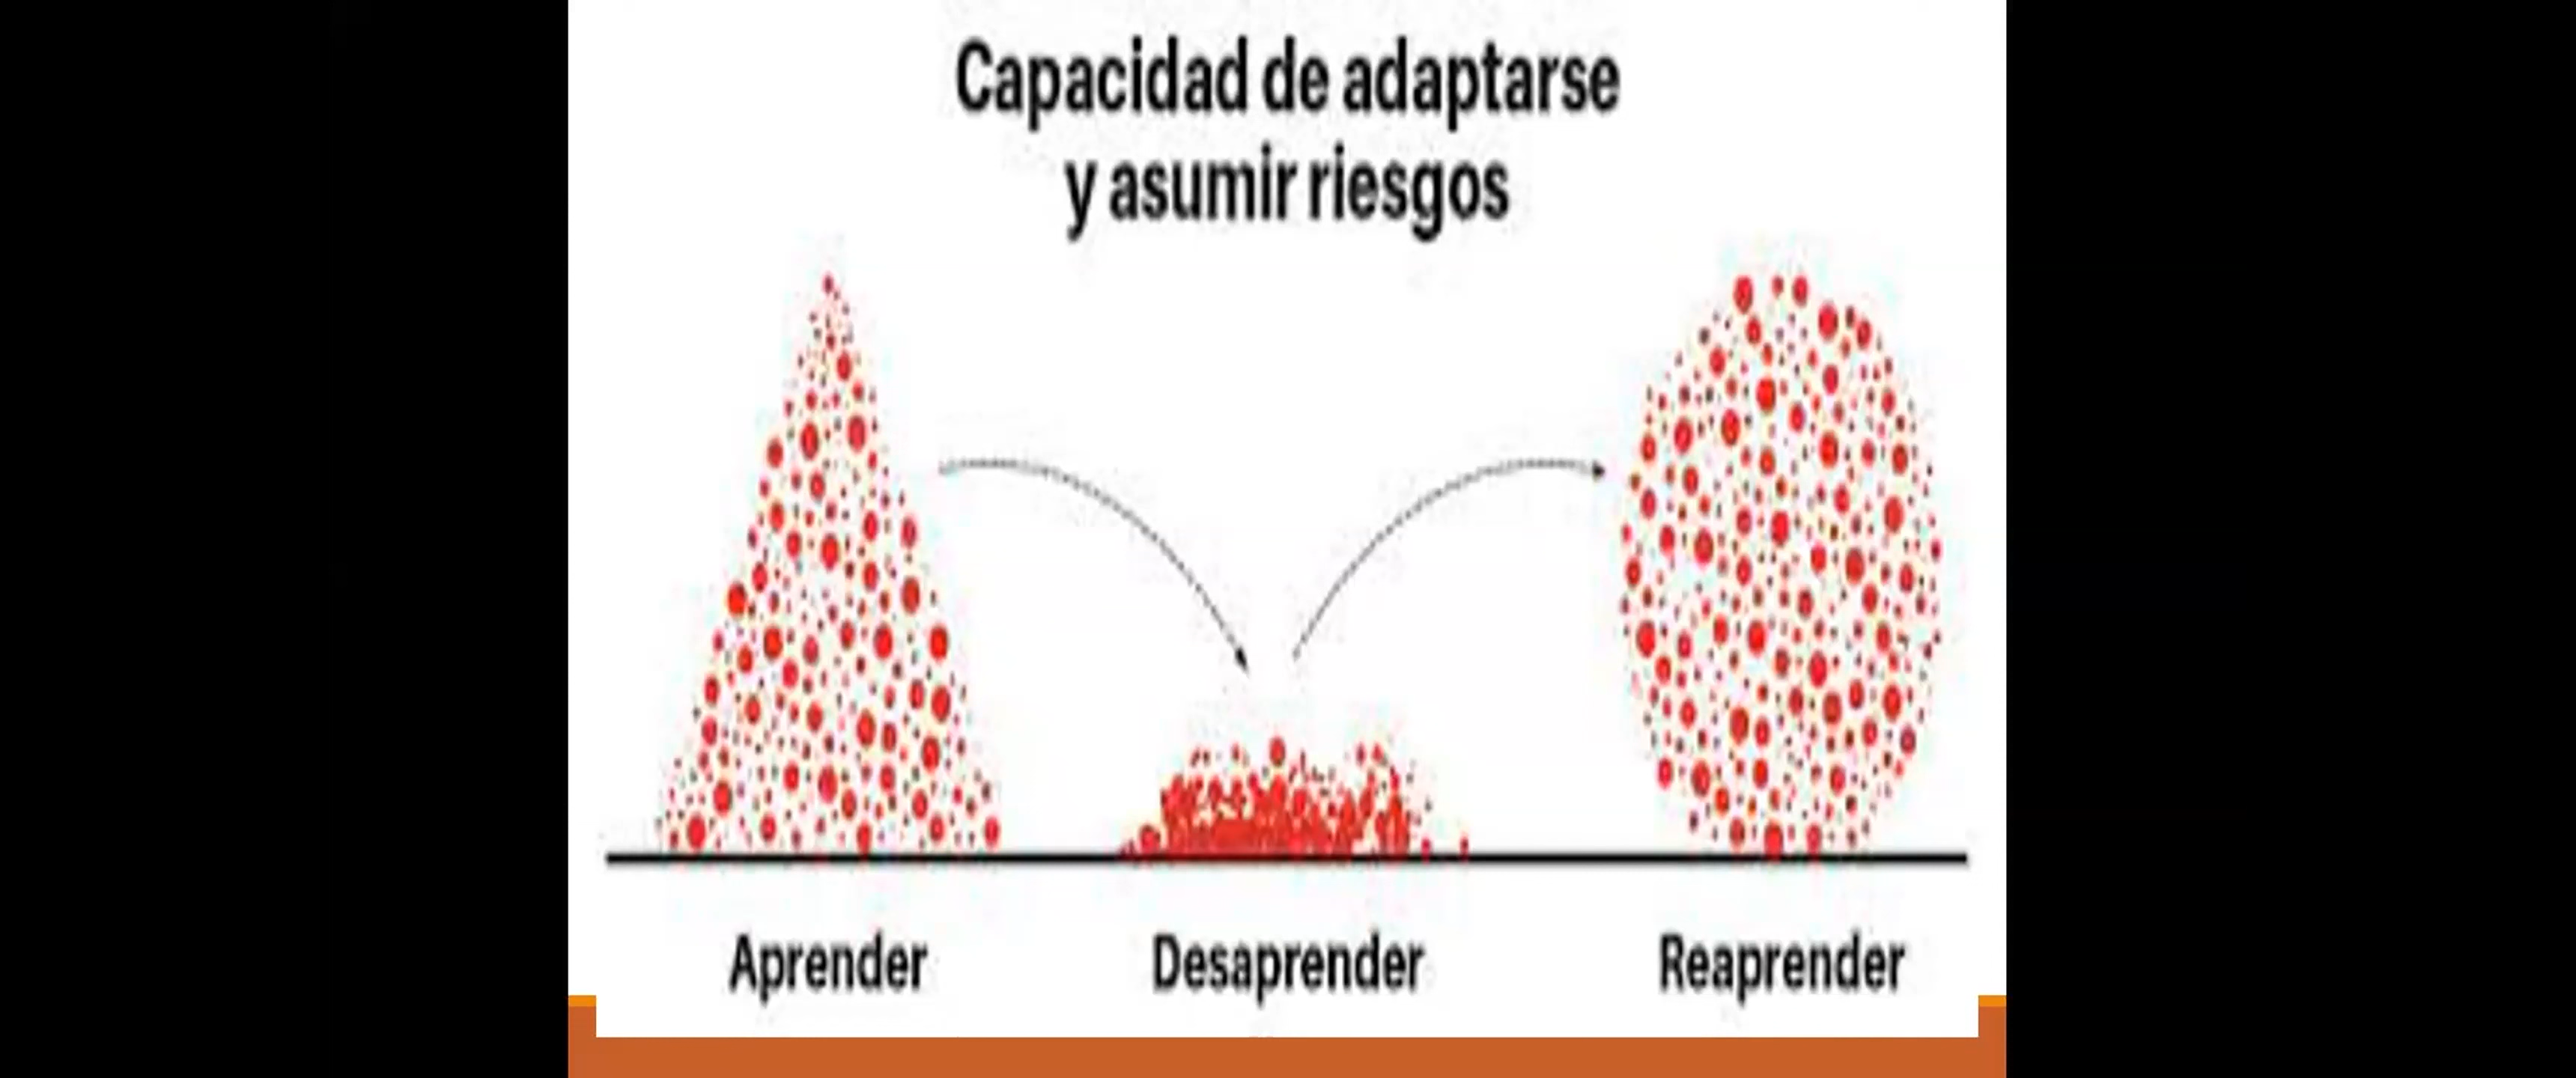 Capacidad de adaptarse
y asumir riesgos
Aprender
Desaprender
Reaprender